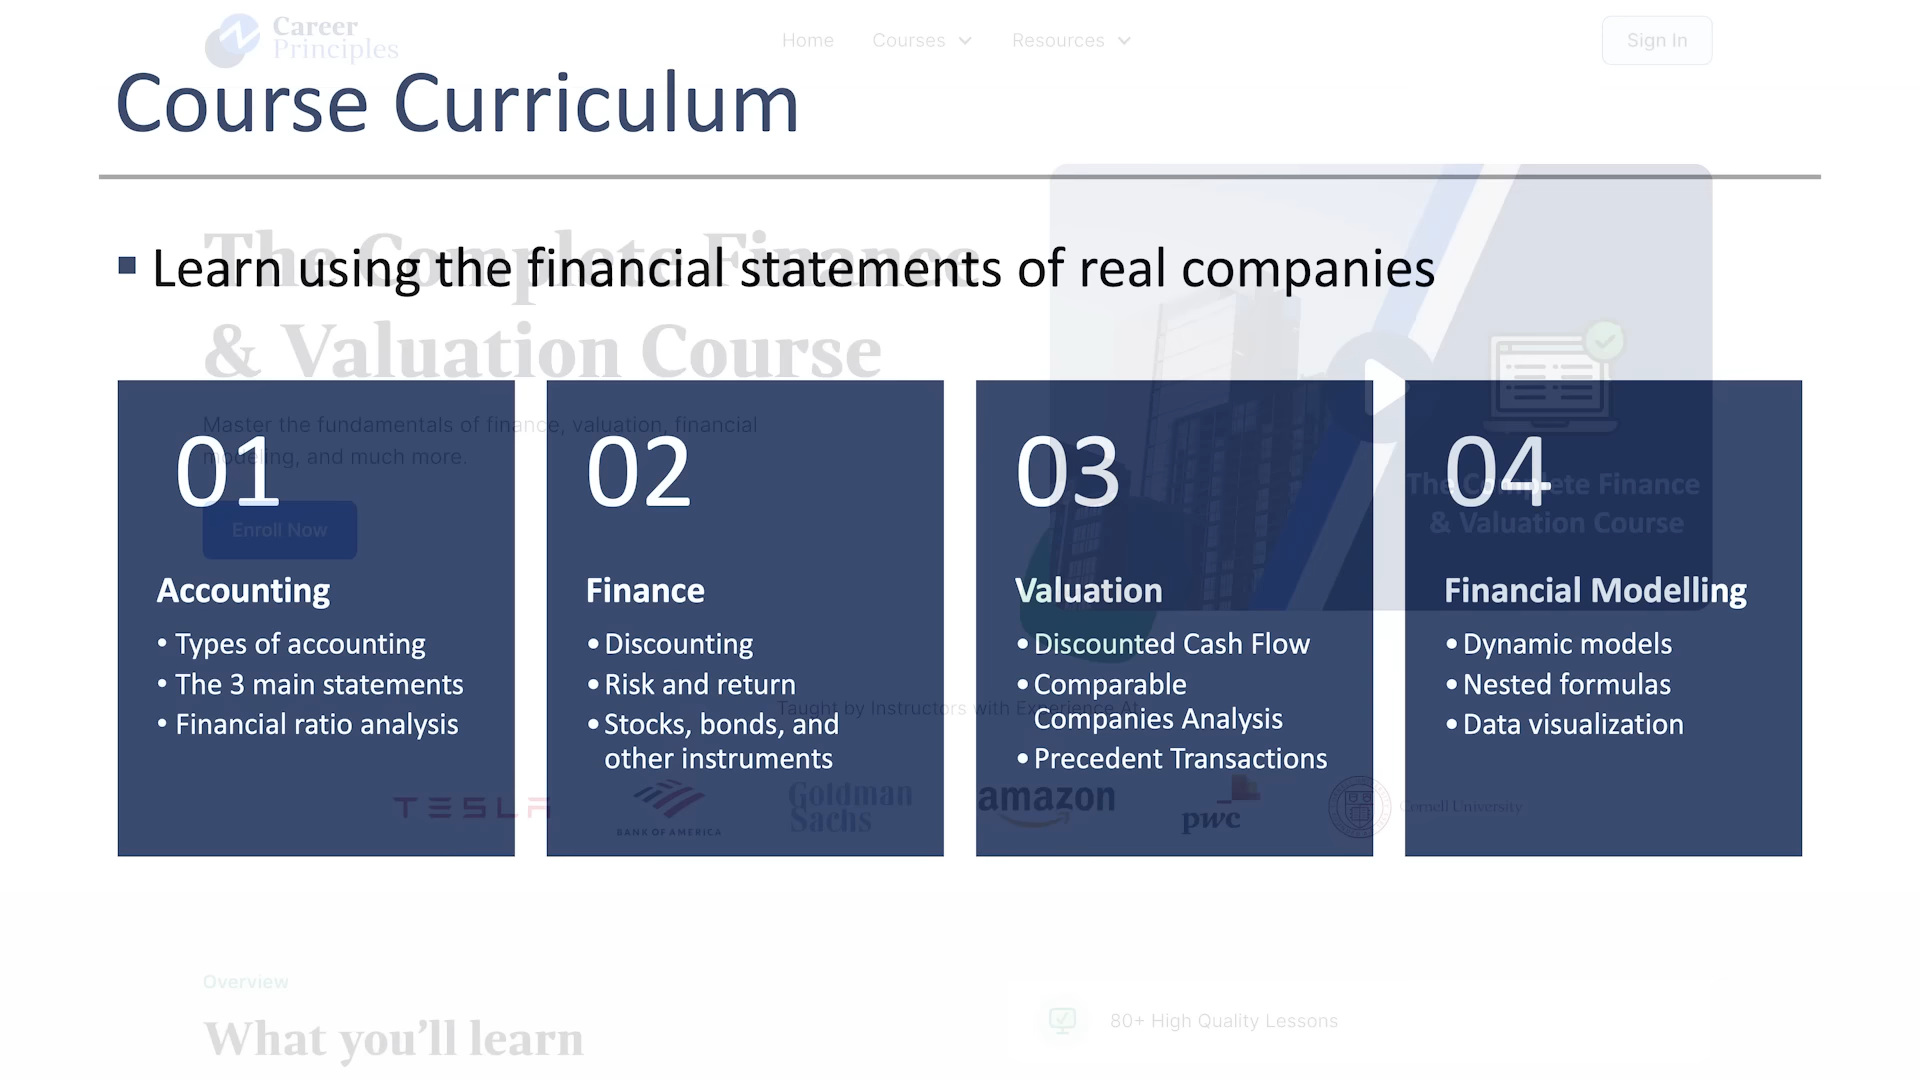 Career
Principles
Home
Courses
Resources
Sign In
Course Curriculum
The Complete Finance
& Valuation Course
Learn using the financial statements of real companies
Master the fundamentals of finance, valuation, financial
modeling, and much more.
Enroll Now
01
Accounting
• Types of accounting
• The 3 main statements
• Financial ratio analysis
02
Finance
• Discounting
• Risk and return
• Stocks, bonds, and
other instruments
03
Valuation
• Discounted Cash Flow
• Comparable
Companies Analysis
• Precedent Transactions
04
Financial Modelling
• Dynamic models
• Nested formulas
• Data visualization
The Complete Finance
& Valuation Course
Taught by Instructors with Experience At
TESLA
BANK OF AMERICA
Goldman
Sachs
amazon
pwc
Cornell University
Overview
What you’ll learn
80+ High Quality Lessons